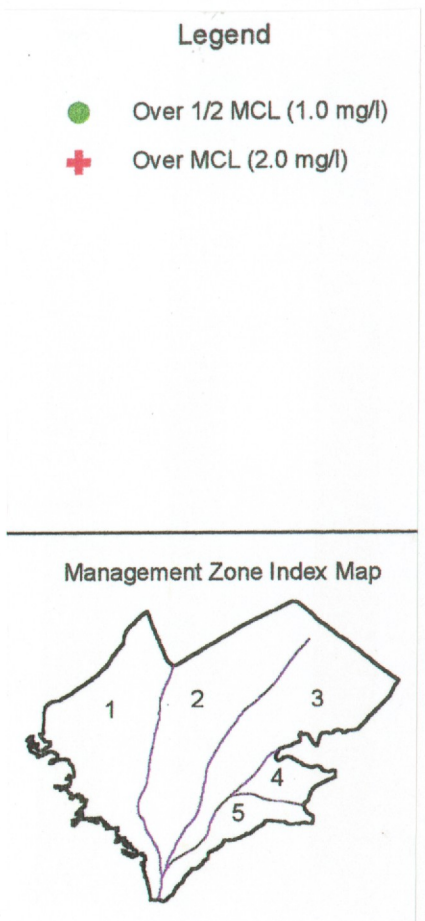 Legend
Over 1/2 MCL (1.0 mg/l)
Over MCL (2.0 mg/l)
Management Zone Index Map
1
2
3
4
5